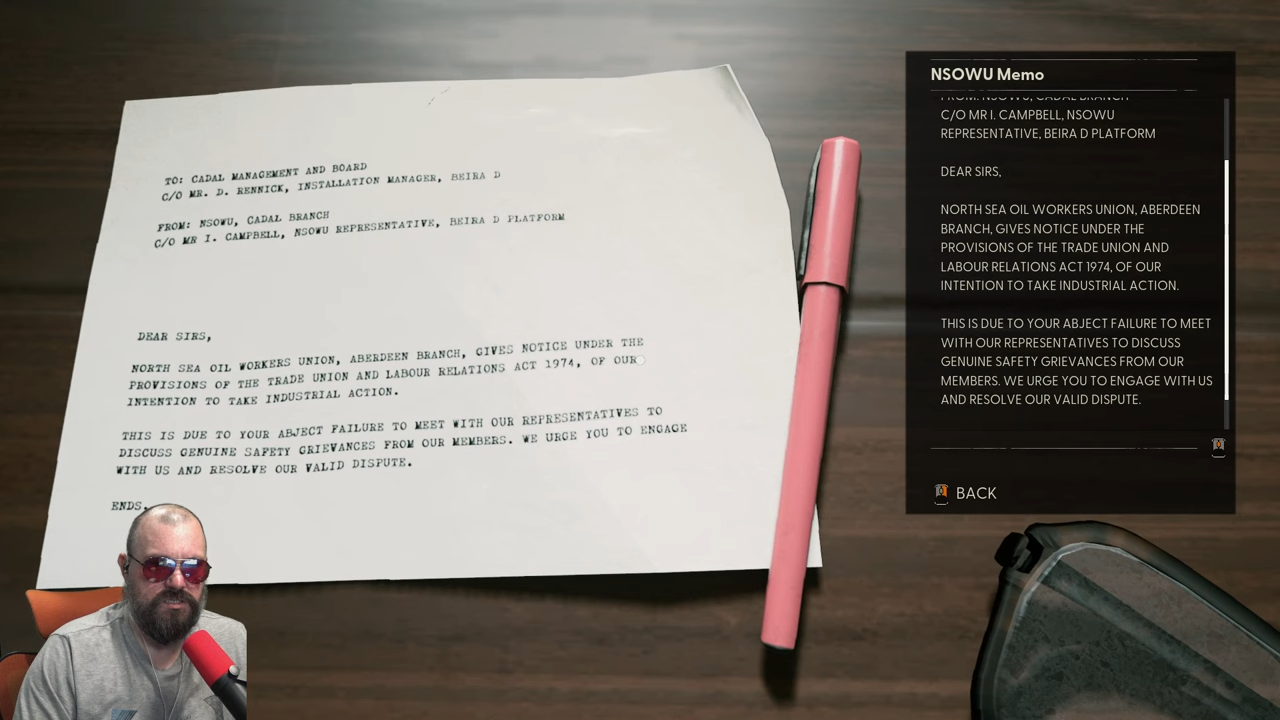 TO: CADAL MANAGEMENT AND BOARD
C/O MR. D. RENNICK, INSTALLATION MANAGER, BEIRA D
FROM: NSOWU, CADAL BRANCH
C/O MR I. CAMPBELL, NSOWU REPRESENTATIVE, BEIRA D PLATFORM
DEAR SIRS,
NORTH SEA OIL WORKERS UNION, ABERDEEN BRANCH, GIVES NOTICE UNDER THE
PROVISIONS OF THE TRADE UNION AND LABOUR RELATIONS ACT 1974, OF OUR
INTENTION TO TAKE INDUSTRIAL ACTION.
THIS IS DUE TO YOUR ABJECT FAILURE TO MEET WITH OUR REPRESENTATIVES TO
DISCUSS GENUINE SAFETY GRIEVANCES FROM OUR MEMBERS. WE URGE YOU TO ENGAGE
WITH US AND RESOLVE OUR VALID DISPUTE.
ENDS.
NSOWU Memo
FROM: NSOWU, CADAL BRANCH
C/O MR I. CAMPBELL, NSOWU
REPRESENTATIVE, BEIRA D PLATFORM
DEAR SIRS,
NORTH SEA OIL WORKERS UNION, ABERDEEN
BRANCH, GIVES NOTICE UNDER THE
PROVISIONS OF THE TRADE UNION AND
LABOUR RELATIONS ACT 1974, OF OUR
INTENTION TO TAKE INDUSTRIAL ACTION.
THIS IS DUE TO YOUR ABJECT FAILURE TO MEET
WITH OUR REPRESENTATIVES TO DISCUSS
GENUINE SAFETY GRIEVANCES FROM OUR
MEMBERS. WE URGE YOU TO ENGAGE WITH US
AND RESOLVE OUR VALID DISPUTE.
BACK